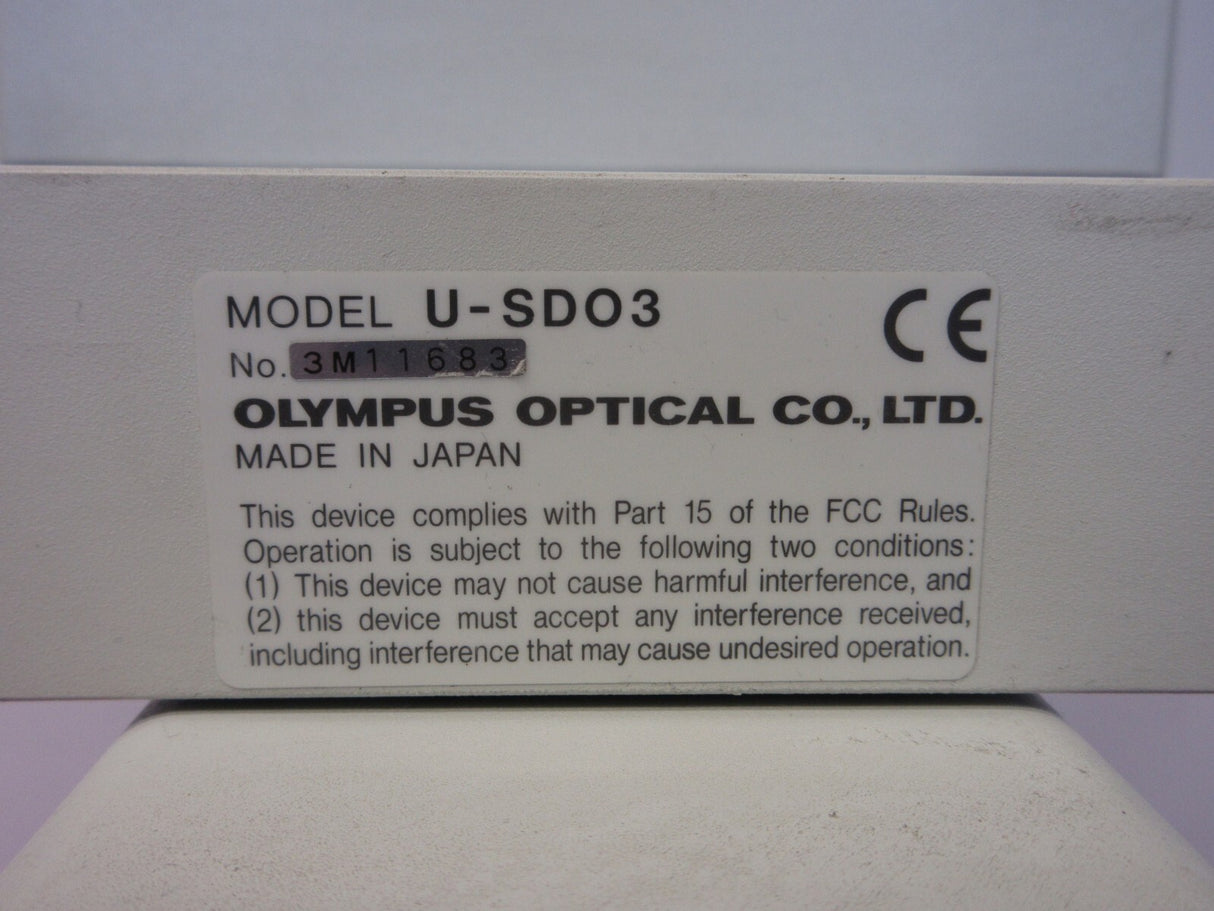 MODEL U-SDO3
CE
No. 3M11683
OLYMPUS OPTICAL CO., LTD.
MADE IN JAPAN
This device complies with Part 15 of the FCC Rules.
Operation is subject to the following two conditions:
(1) This device may not cause harmful interference, and
(2) this device must accept any interference received,
including interference that may cause undesired operation.